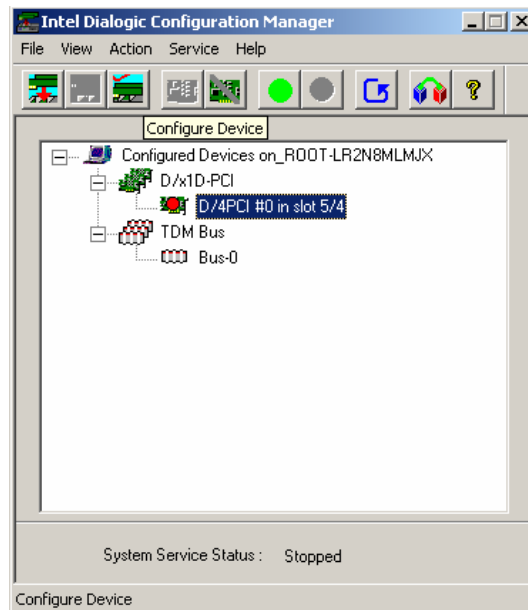 Intel Dialogic Configuration Manager
File View Action Service Help
?
Configure Device
Configured Devices on_ROOT-LR2N8MLMJX
D/x1D-PCI
D/4PCI #0 in slot 5/4
TDM Bus
Bus-0
System Service Status : Stopped
Configure Device